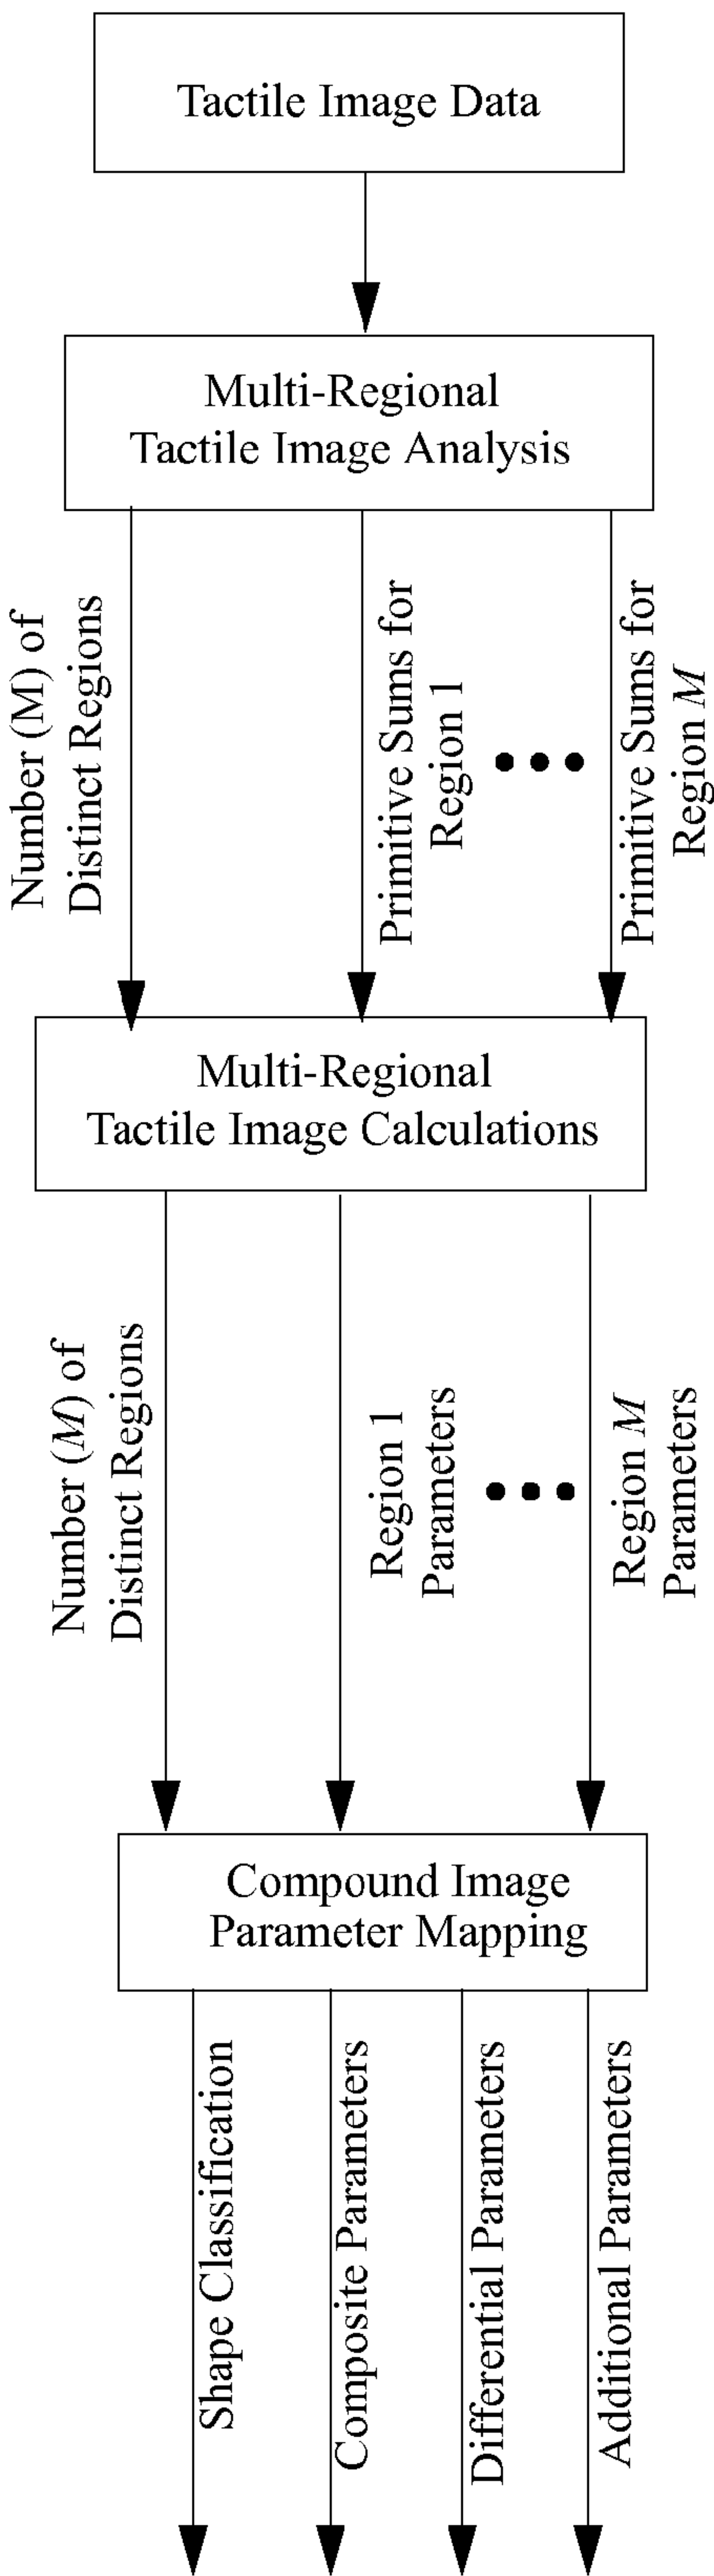 Tactile Image Data
Multi-Regional
Tactile Image Analysis
Number (M) of
Distinct Regions
Primitive Sums for
Region 1
Primitive Sums for
Region M
Multi-Regional
Tactile Image Calculations
Number (M) of
Distinct Regions
Region 1
Parameters
Region M
Parameters
Compound Image
Parameter Mapping
Shape Classification
Composite Parameters
Differential Parameters
Additional Parameters